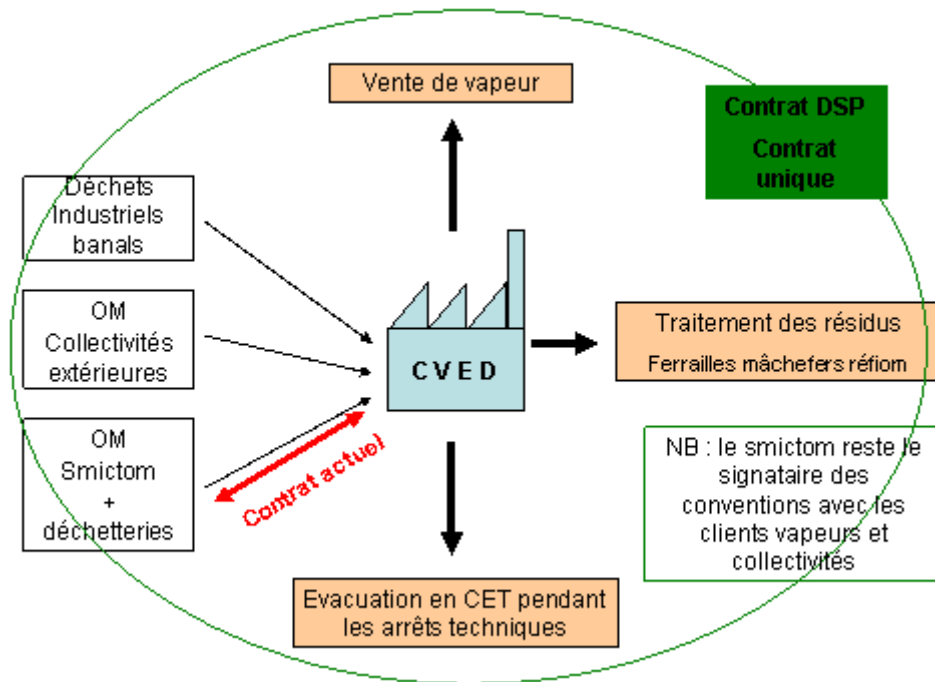 Vente de vapeur
Contrat DSP
Contrat
unique
Déchets
Industriels
banals
OM
Collectivités
extérieures
OM
Smictom
+
déchetteries
CVED
Contrat actuel
Traitement des résidus
Ferrailles mâchefers réfiom
NB : le smictom reste le
signataire des
conventions avec les
clients vapeurs et
collectivités
Evacuation en CET pendant
les arrêts techniques